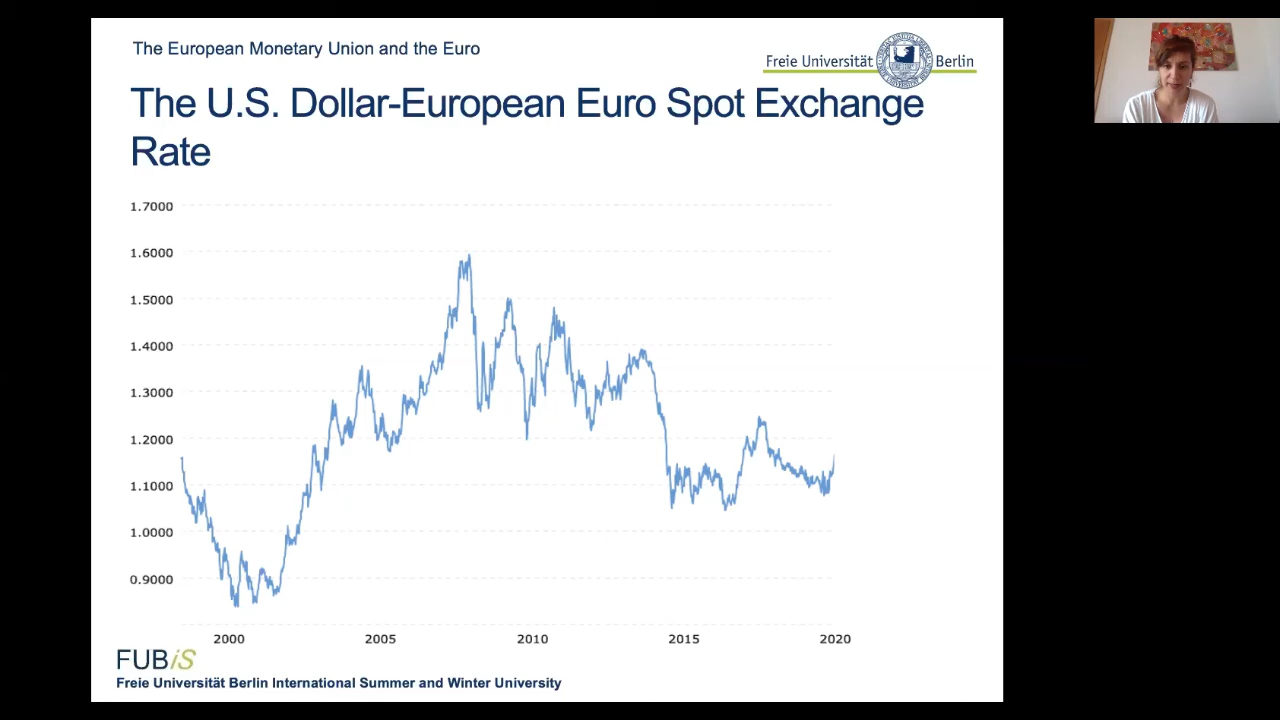 The European Monetary Union and the Euro
Freie Universität Berlin
The U.S. Dollar-European Euro Spot Exchange
Rate
1.7000
1.6000
1.5000
1.4000
1.3000
1.2000
1.1000
1.0000
0.9000
2000 2005 2010 2015 2020
FUBiS
Freie Universität Berlin International Summer and Winter University